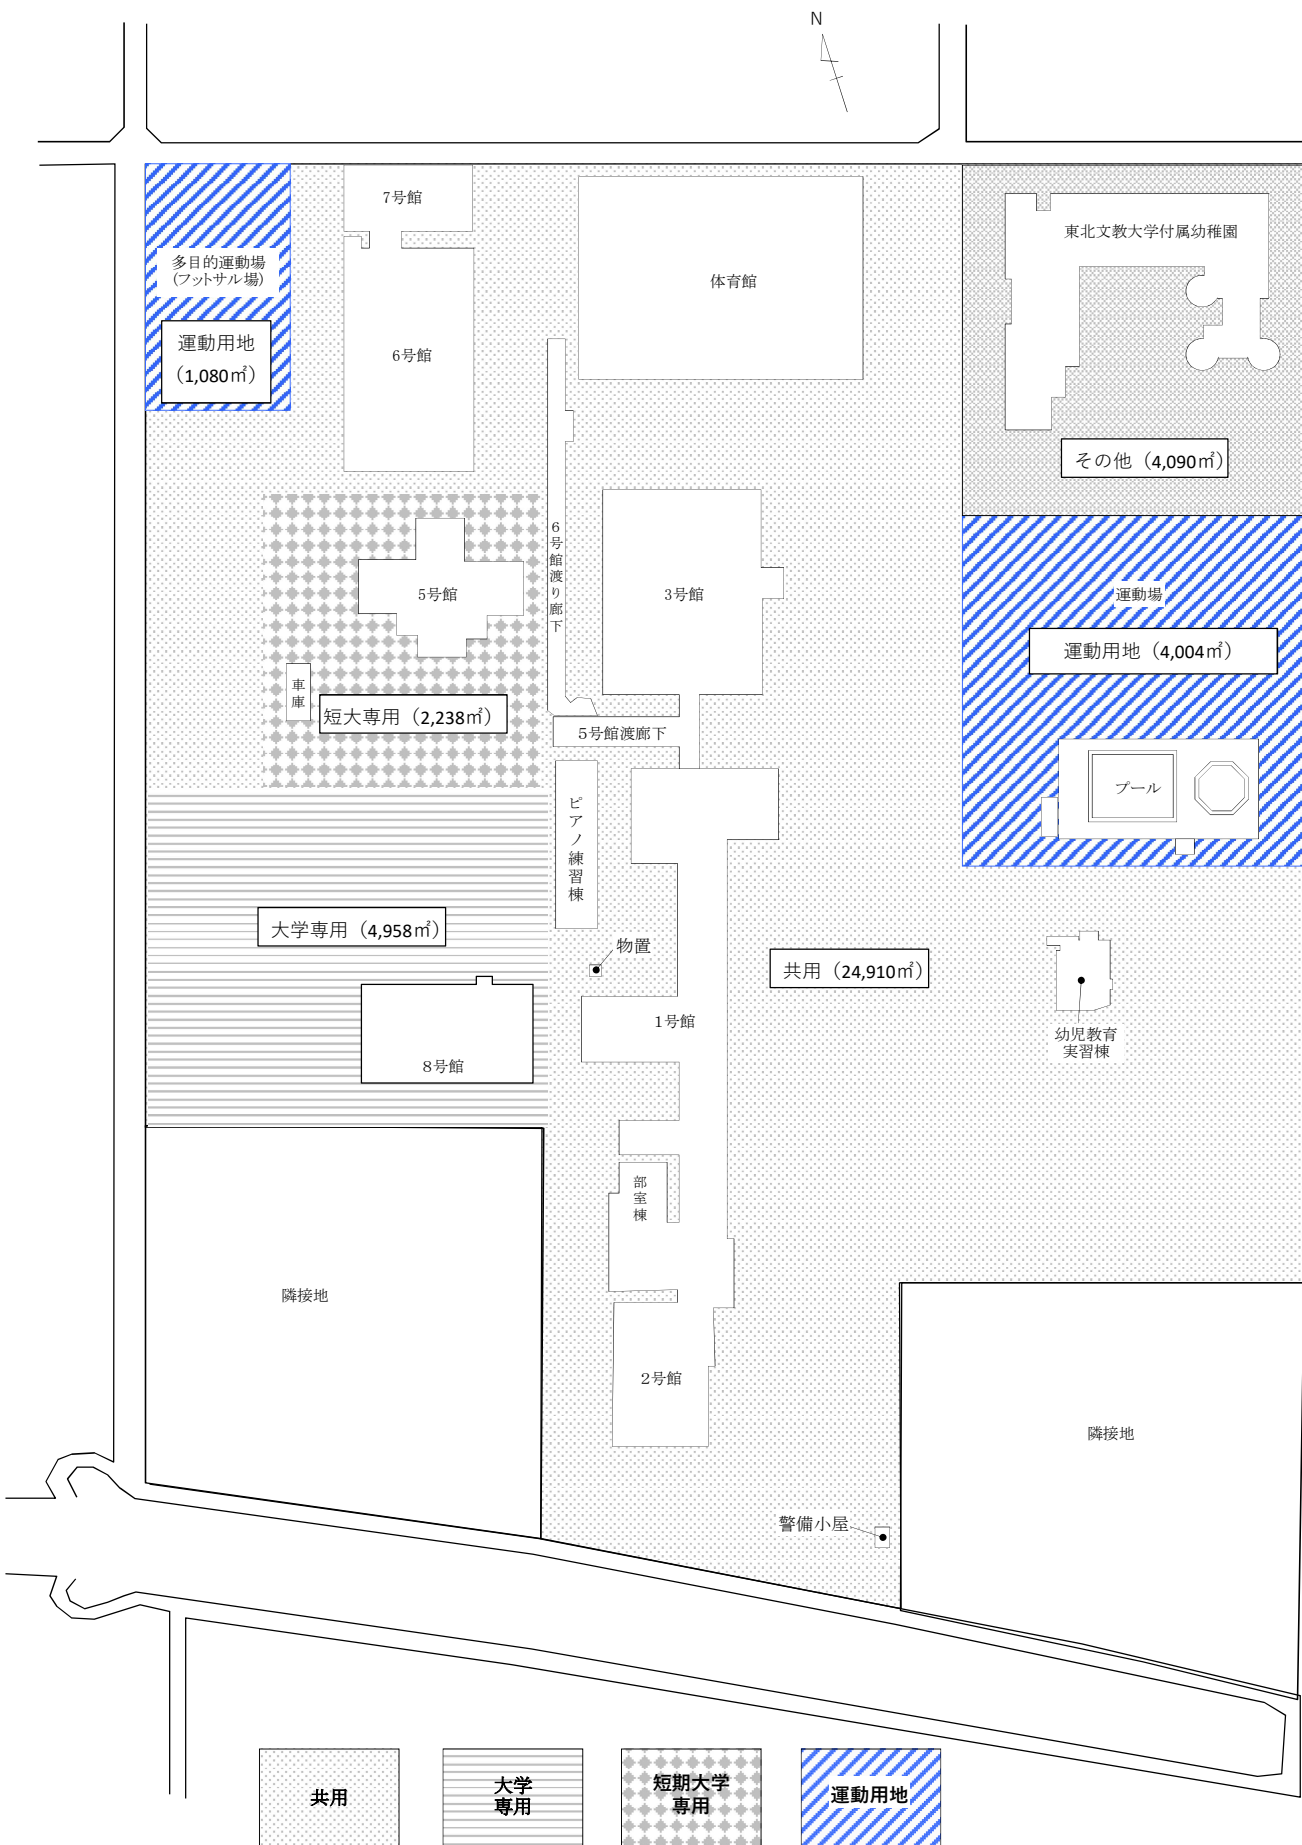 N
7号館
多目的運動場
(フットサル場)
運動用地
（1,080㎡）
6号館
体育館
東北文教大学付属幼稚園
その他（4,090㎡）
5号館
車庫
短大専用（2,238㎡）
6号館渡り廊下
3号館
5号館渡廊下
運動場
運動用地（4,004㎡）
プール
ピアノ練習棟
大学専用（4,958㎡）
物置
共用（24,910㎡）
1号館
幼児教育
実習棟
8号館
部室棟
隣接地
2号館
隣接地
警備小屋
共用
大学
専用
短期大学
専用
運動用地